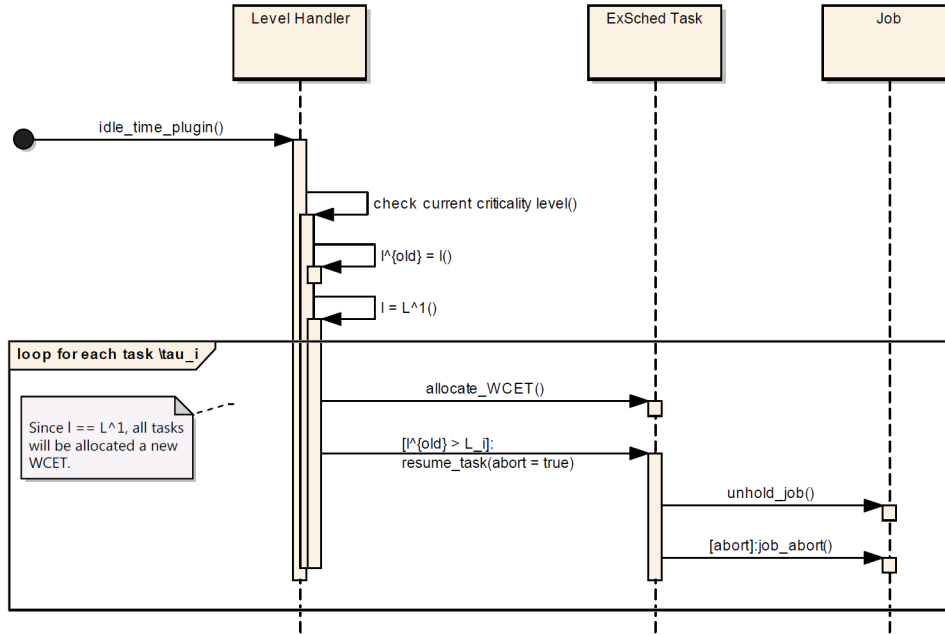 Level Handler
ExSched Task
Job
idle_time_plugin()
check current criticality level()
l^{old} = l()
l = L^1()
loop for each task \tau_i
allocate_WCET()
Since l == L^1, all tasks
will be allocated a new
WCET.
[l^{old} > L_i]:
resume_task(abort = true)
unhold_job()
[abort]:job_abort()